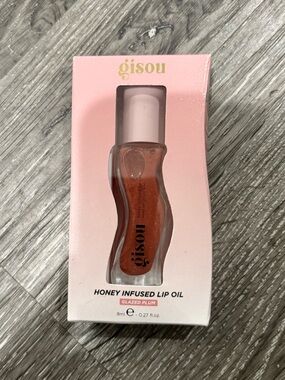 gisou
gisou
HONEY INFUSED LIP OIL
GLAZED PLUM
8ml e - 0.27 fl.oz